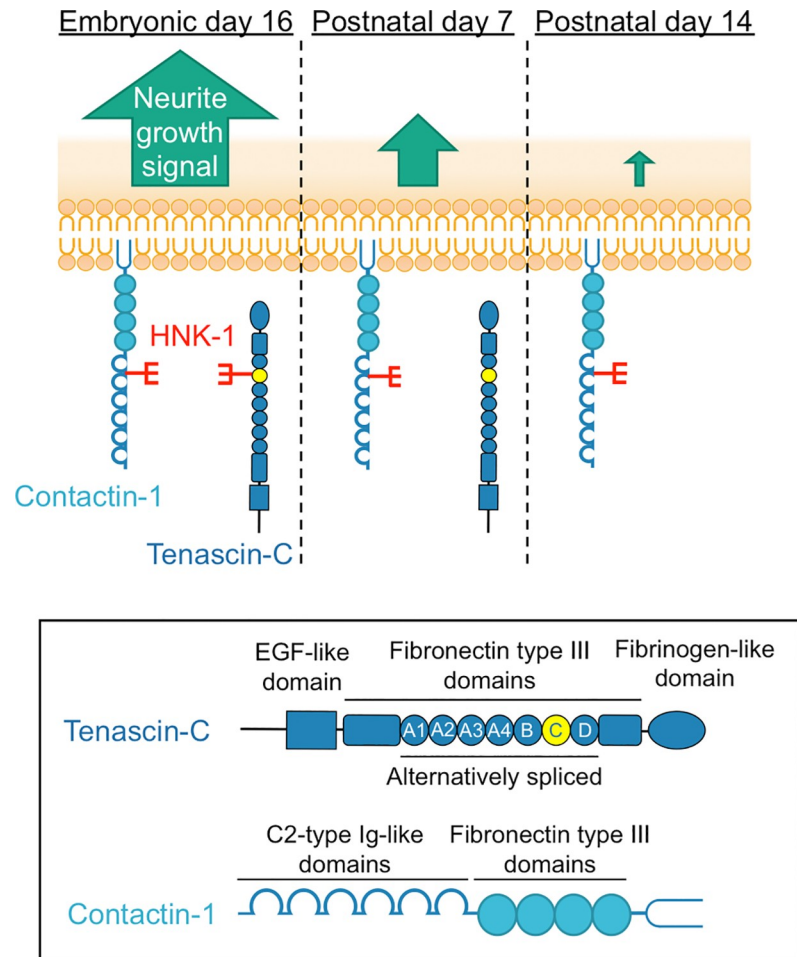 Embryonic day 16
Postnatal day 7
Postnatal day 14
Neurite
growth
signal
HNK-1
Contactin-1
Tenascin-C
EGF-like
domain
Fibronectin type III
domains
Fibrinogen-like
domain
Tenascin-C
A1 A2 A3 A4 B C D
Alternatively spliced
C2-type Ig-like
domains
Fibronectin type III
domains
Contactin-1